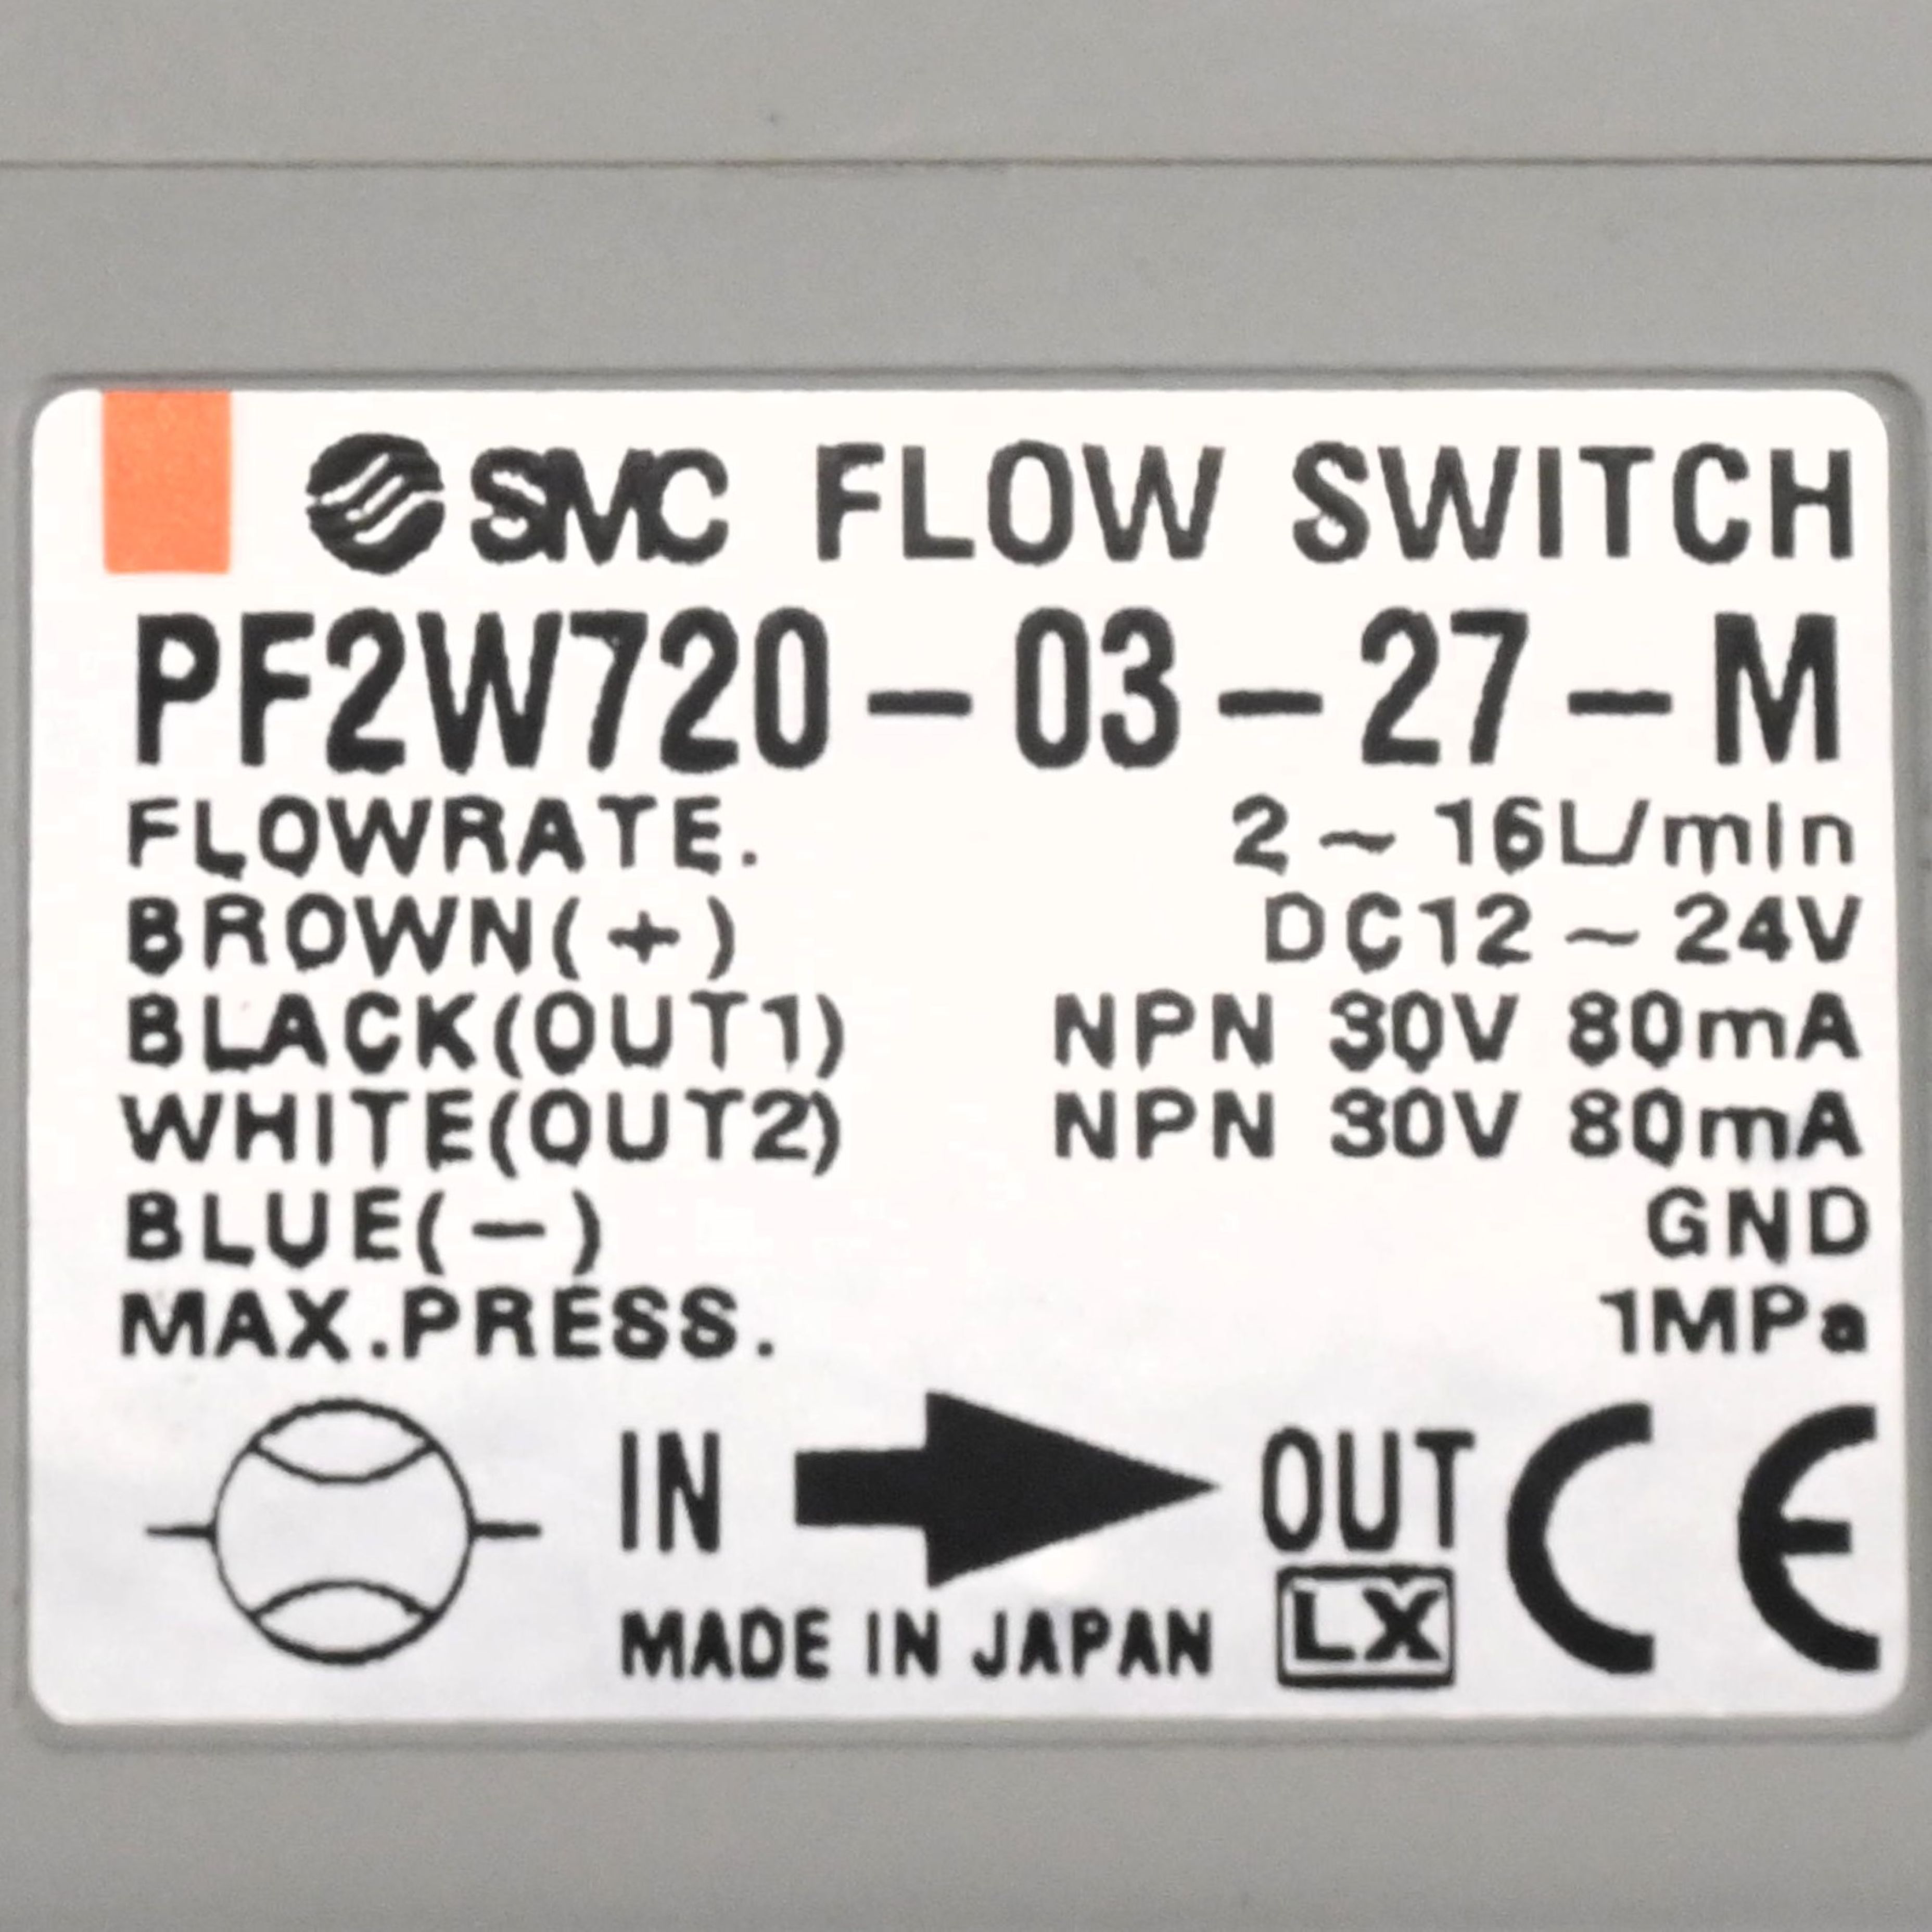 SMC FLOW SWITCH
PF2W720-03-27-M
FLOWRATE. 2~16L/min
BROWN(+) DC12~24V
BLACK(OUT1) NPN 30V 80mA
WHITE(OUT2) NPN 30V 80mA
BLUE(-) GND
MAX.PRESS. 1MPa
IN OUT CE
MADE IN JAPAN LX